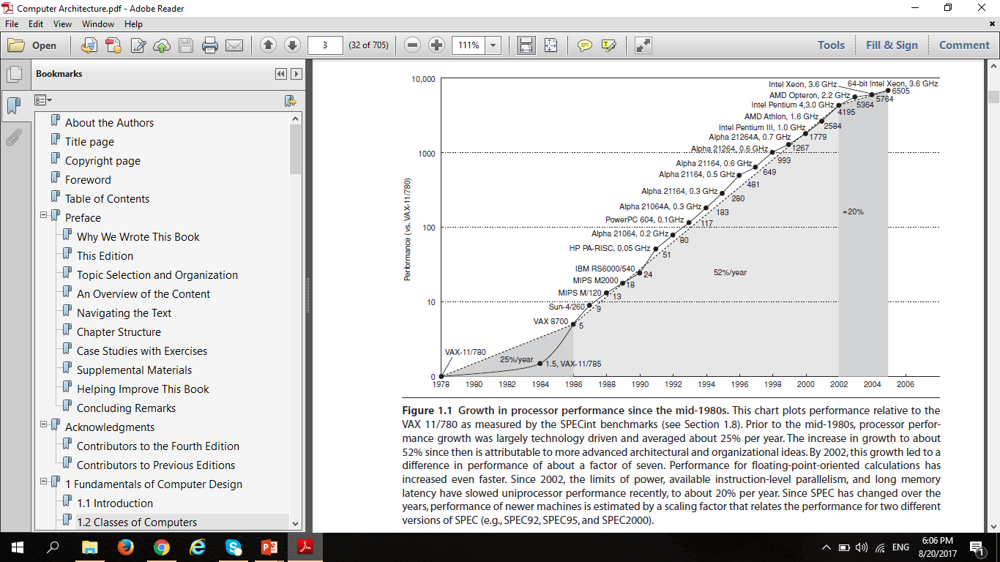 Computer Architecture.pdf - Adobe Reader
File Edit View Window Help
Open 3 (32 of 705) 111% Tools Fill & Sign Comment
Bookmarks
About the Authors
Title page
Copyright page
Foreword
Table of Contents
Preface
Why We Wrote This Book
This Edition
Topic Selection and Organization
An Overview of the Content
Navigating the Text
Chapter Structure
Case Studies with Exercises
Supplemental Materials
Helping Improve This Book
Concluding Remarks
Acknowledgments
Contributors to the Fourth Edition
Contributors to Previous Editions
1 Fundamentals of Computer Design
1.1 Introduction
1.2 Classes of Computers
Performance (vs. VAX-11/780)
10,000
1000
100
10
0
Intel Xeon, 3.6 GHz
64-bit Intel Xeon, 3.6 GHz
6505
AMD Opteron, 2.2 GHz
5764
Intel Pentium 4,3.0 GHz
5364
4195
AMD Athlon, 1.6 GHz
2584
Intel Pentium III, 1.0 GHz
1779
Alpha 21264A, 0.7 GHz
1267
Alpha 21264, 0.6 GHz
993
Alpha 21164, 0.6 GHz
649
Alpha 21164, 0.5 GHz
481
Alpha 21164, 0.3 GHz
280
Alpha 21064A, 0.3 GHz
183
PowerPC 604, 0.1GHz
117
Alpha 21064, 0.2 GHz
80
HP PA-RISC, 0.05 GHz
51
IBM RS6000/540
24
MIPS M2000
18
MIPS M/120
13
Sun-4/260
9
VAX 8700
5
VAX-11/780
25%/year
1.5, VAX-11/785
52%/year
≈20%
1978 1980 1982 1984 1986 1988 1990 1992 1994 1996 1998 2000 2002 2004 2006
Figure 1.1 Growth in processor performance since the mid-1980s. This chart plots performance relative to the
VAX 11/780 as measured by the SPECint benchmarks (see Section 1.8). Prior to the mid-1980s, processor perfor-
mance growth was largely technology driven and averaged about 25% per year. The increase in growth to about
52% since then is attributable to more advanced architectural and organizational ideas. By 2002, this growth led to a
difference in performance of about a factor of seven. Performance for floating-point-oriented calculations has
increased even faster. Since 2002, the limits of power, available instruction-level parallelism, and long memory
latency have slowed uniprocessor performance recently, to about 20% per year. Since SPEC has changed over the
years, performance of newer machines is estimated by a scaling factor that relates the performance for two different
versions of SPEC (e.g., SPEC92, SPEC95, and SPEC2000).
ENG
6:06 PM
8/20/2017
1